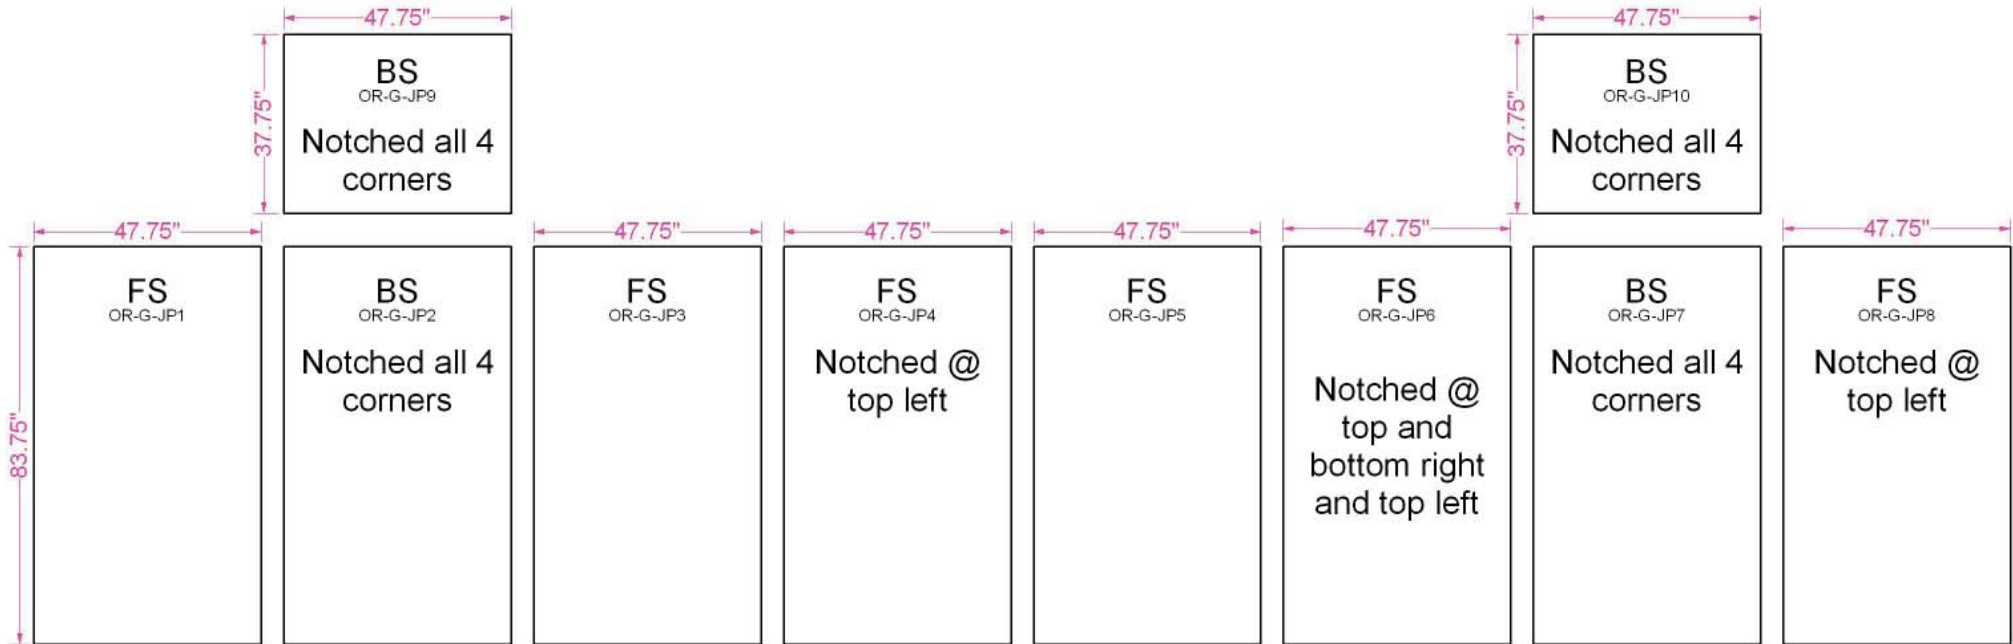 47.75"
47.75"
37.75"
BS
OR-G-JP9
Notched all 4
corners
37.75"
BS
OR-G-JP10
Notched all 4
corners
47.75"
47.75"
47.75"
47.75"
47.75"
47.75"
83.75"
FS
OR-G-JP1
BS
OR-G-JP2
Notched all 4
corners
FS
OR-G-JP3
FS
OR-G-JP4
Notched @
top left
FS
OR-G-JP5
FS
OR-G-JP6
Notched @
top and
bottom right
and top left
BS
OR-G-JP7
Notched all 4
corners
FS
OR-G-JP8
Notched @
top left